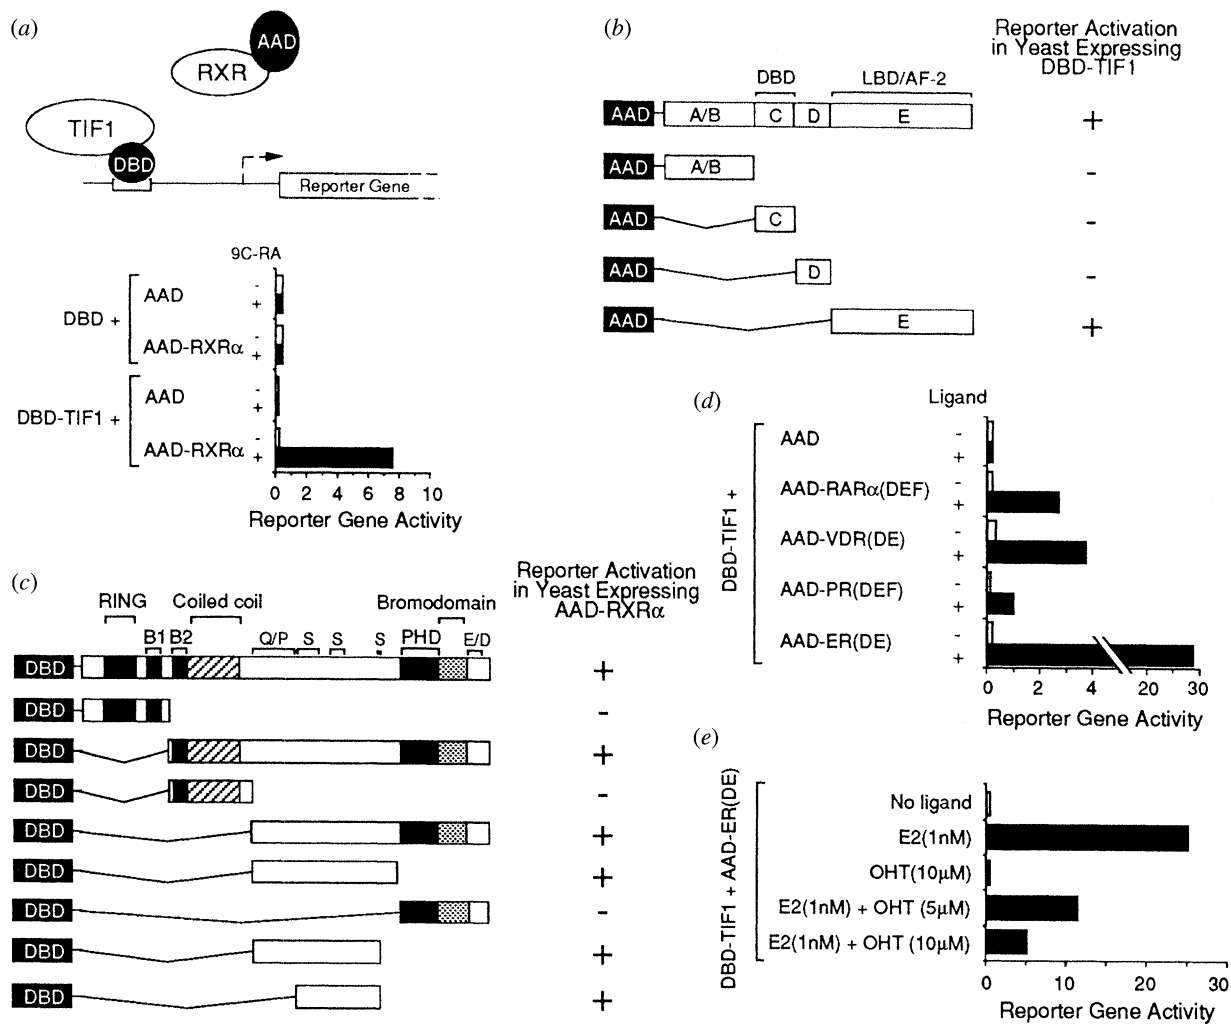 (a)
AAD
RXR
TIF1
DBD
Reporter Gene
9C-RA
DBD +
AAD
-
+
AAD-RXRα
-
+
DBD-TIF1 +
AAD
-
+
AAD-RXRα
-
+
0 2 4 6 8 10
Reporter Gene Activity
(b)
Reporter Activation
in Yeast Expressing
DBD-TIF1
DBD
LBD/AF-2
AAD A/B C D E +
AAD A/B -
AAD C -
AAD D -
AAD E +
(c)
Reporter Activation
in Yeast Expressing
AAD-RXRα
RING Coiled coil Bromodomain
B1 B2 Q/P S S S PHD E/D
DBD +
DBD -
DBD +
DBD -
DBD +
DBD +
DBD -
DBD +
DBD +
(d)
Ligand
DBD-TIF1 +
AAD
-
+
AAD-RARα(DEF)
-
+
AAD-VDR(DE)
-
+
AAD-PR(DEF)
-
+
AAD-ER(DE)
-
+
0 2 4 20 30
Reporter Gene Activity
(e)
DBD-TIF1 + AAD-ER(DE)
No ligand
E2(1nM)
OHT(10µM)
E2(1nM) + OHT (5µM)
E2(1nM) + OHT (10µM)
0 10 20 30
Reporter Gene Activity